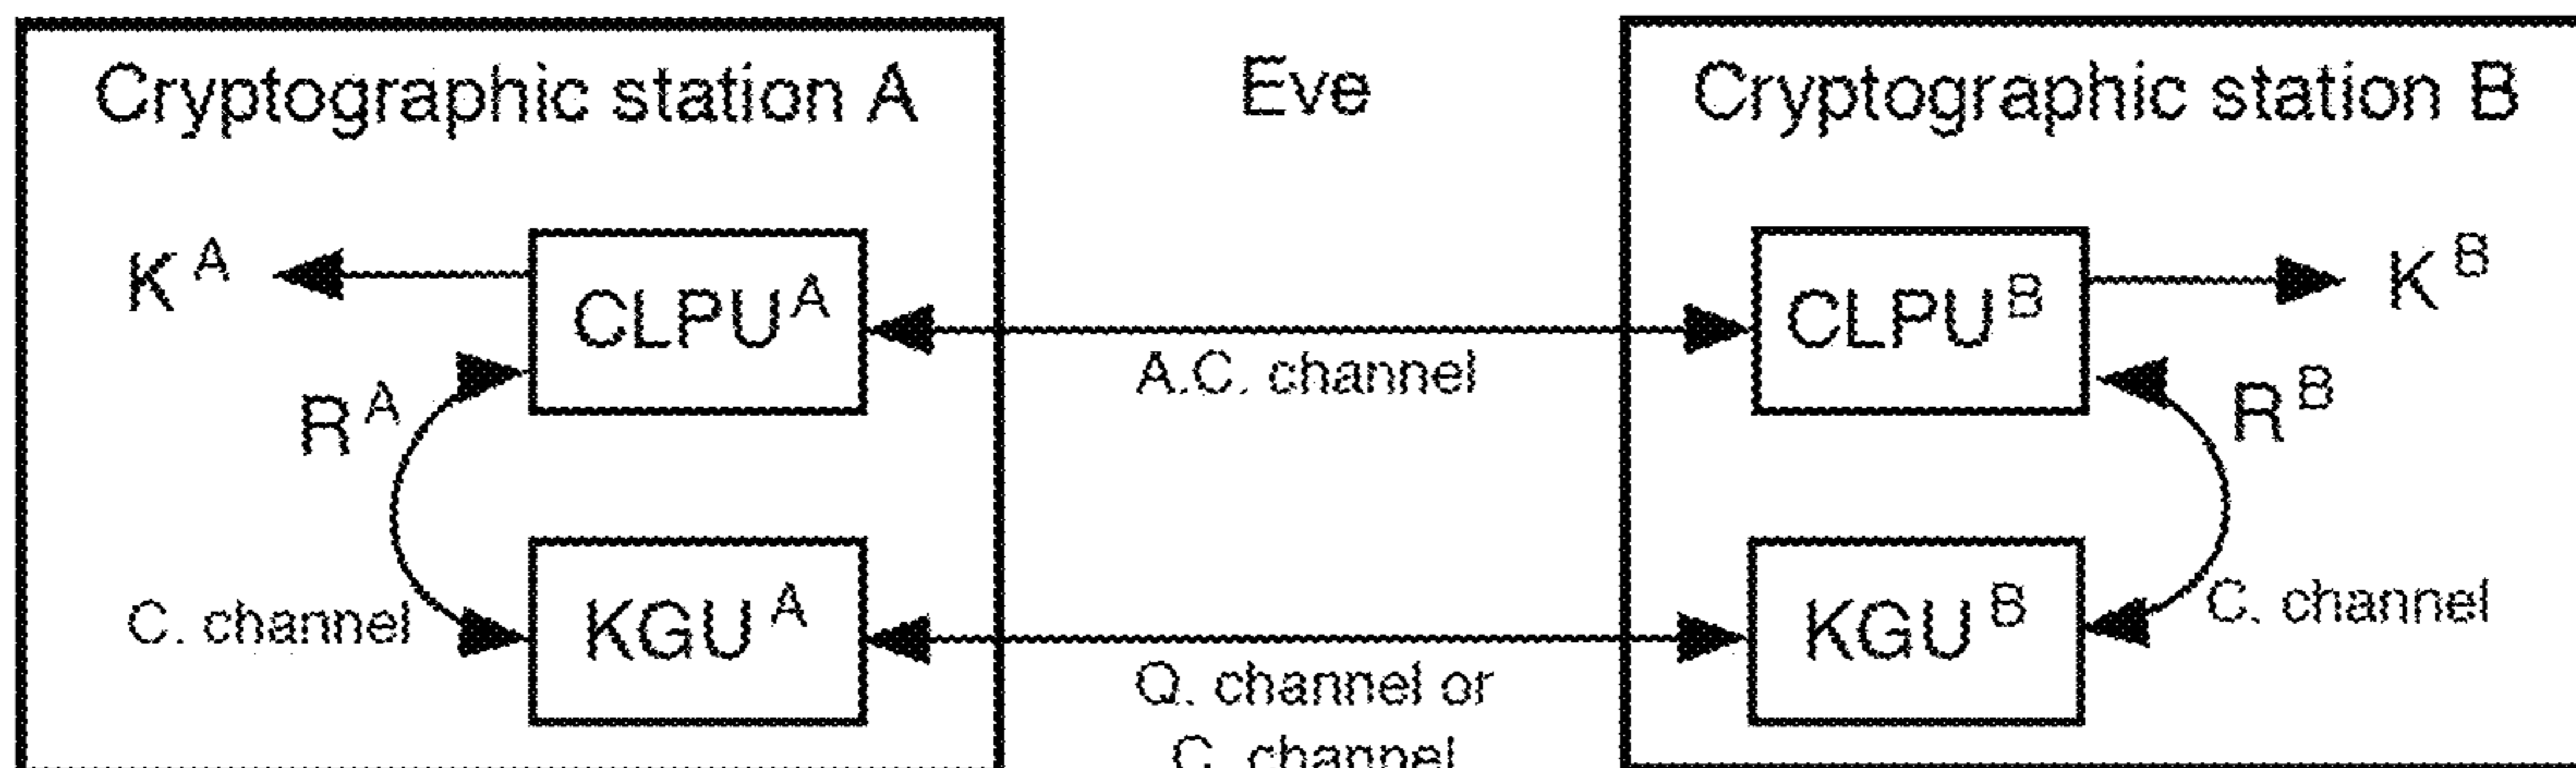 Cryptographic station A
Eve
Cryptographic station B
K A
CLPU A
CLPU B
K B
A.C. channel
R A
R B
KGU A
KGU B
C. channel
C. channel
Q. channel or
C. channel